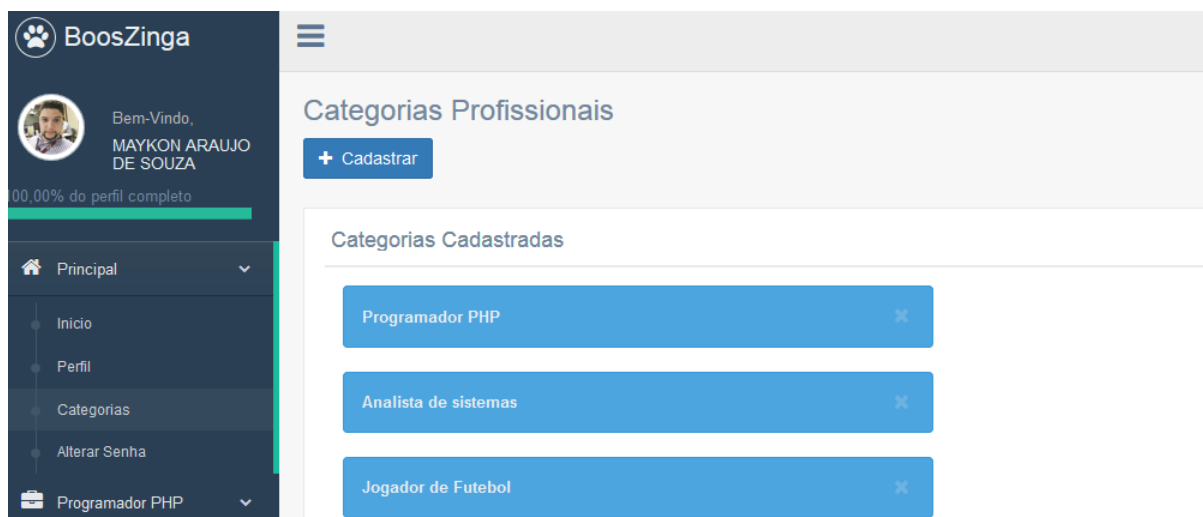 BoosZinga
Bem-Vindo,
MAYKON ARAUJO
DE SOUZA
100,00% do perfil completo
Principal
Inicio
Perfil
Categorias
Alterar Senha
Programador PHP
Categorias Profissionais
Cadastrar
Categorias Cadastradas
Programador PHP
Analista de sistemas
Jogador de Futebol